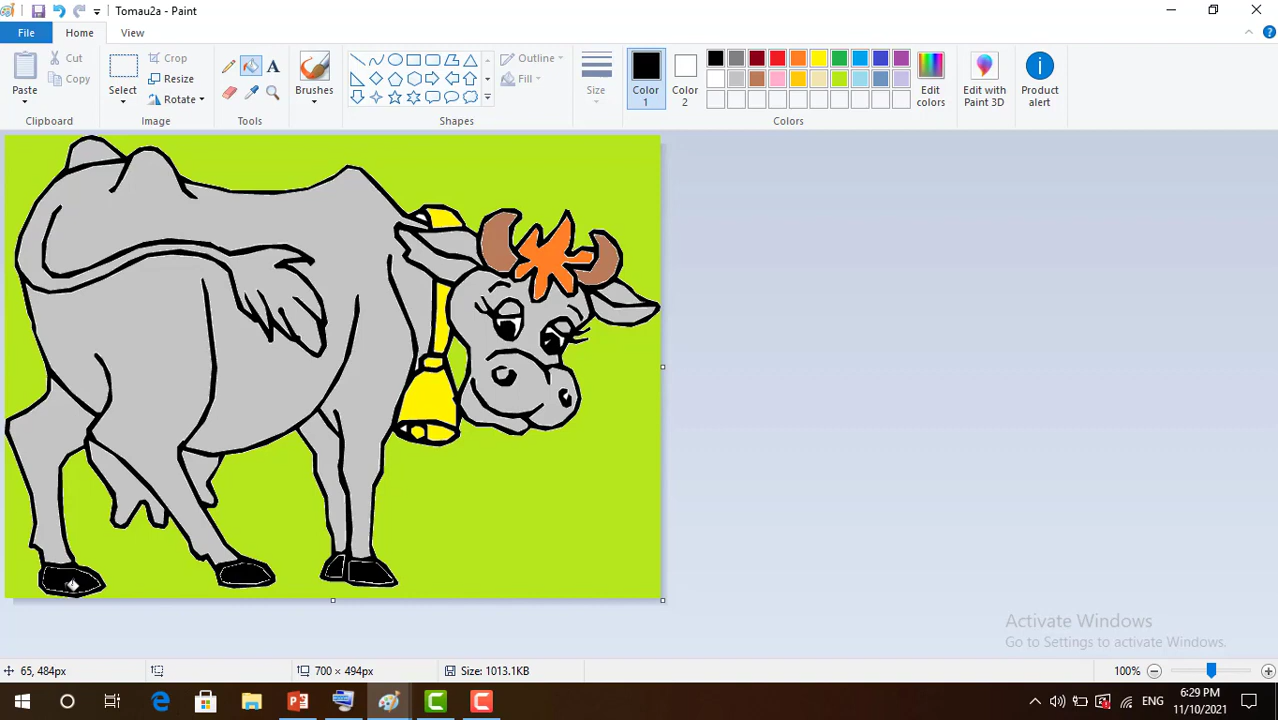 Tomau2a - Paint
File
Home
View
Paste
Cut
Copy
Clipboard
Select
Crop
Resize
Rotate
Image
A
Tools
Brushes
Shapes
Outline
Fill
Size
Color
1
Color
2
Edit
colors
Colors
Edit with
Paint 3D
Product
alert
Activate Windows
Go to Settings to activate Windows.
65, 484px
700 × 494px
Size: 1013.1KB
100%
ENG
6:29 PM
11/10/2021